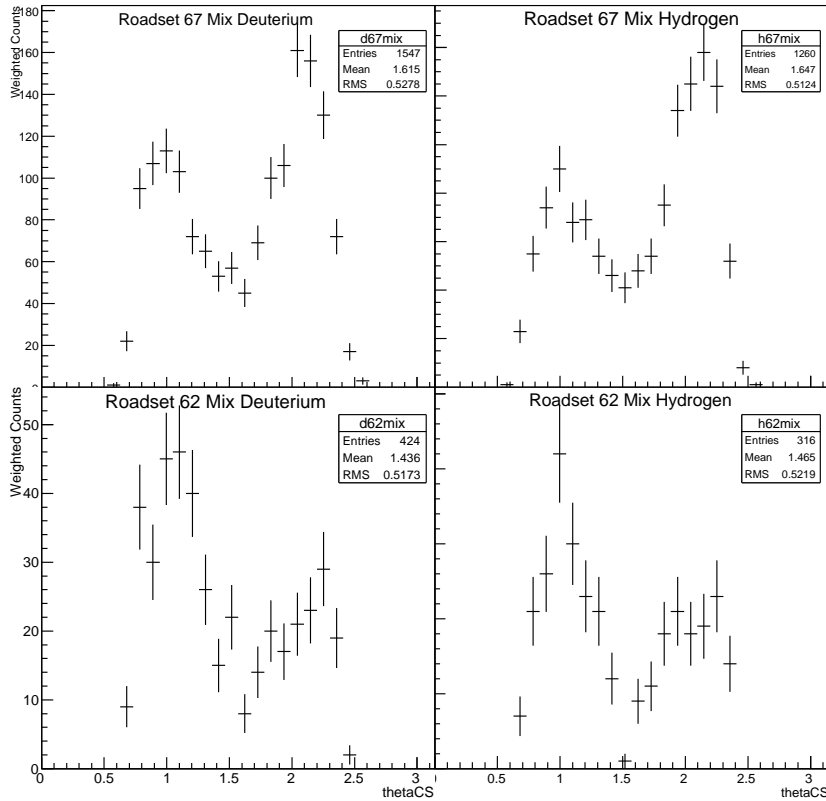 Roadset 67 Mix Deuterium
Weighted Counts
d67mix
Entries 1547
Mean 1.615
RMS 0.5278
180
160
140
120
100
80
60
40
20
0
Roadset 67 Mix Hydrogen
h67mix
Entries 1260
Mean 1.647
RMS 0.5124
Roadset 62 Mix Deuterium
Weighted Counts
d62mix
Entries 424
Mean 1.436
RMS 0.5173
50
40
30
20
10
0
0 0.5 1 1.5 2 2.5 3
thetaCS
Roadset 62 Mix Hydrogen
h62mix
Entries 316
Mean 1.465
RMS 0.5219
0.5 1 1.5 2 2.5 3
thetaCS